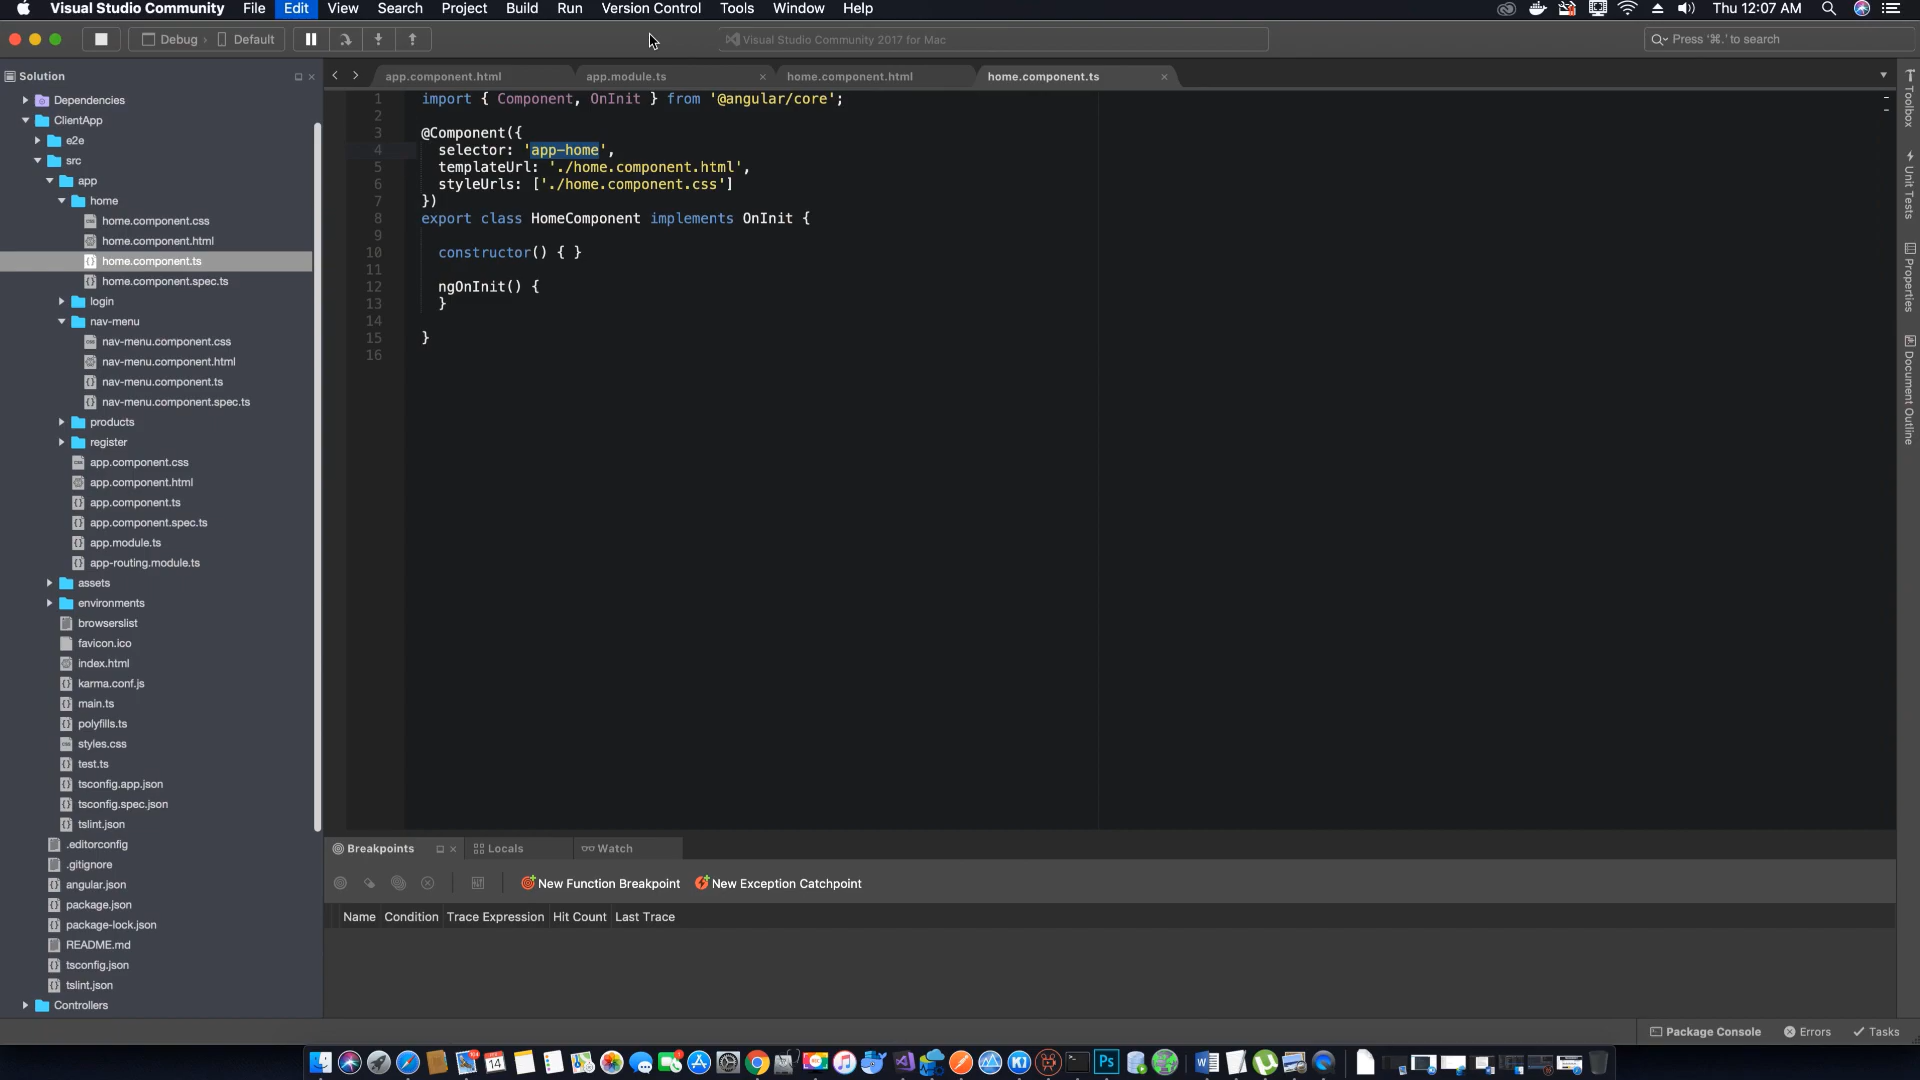 Visual Studio Community File Edit View Search Project Build Run Version Control Tools Window Help Thu 12:07 AM
Debug › Default Visual Studio Community 2017 for Mac Press '⌘.' to search
Solution
Dependencies
ClientApp
e2e
src
app
home
home.component.css
home.component.html
home.component.ts
home.component.spec.ts
login
nav-menu
nav-menu.component.css
nav-menu.component.html
nav-menu.component.ts
nav-menu.component.spec.ts
products
register
app.component.css
app.component.html
app.component.ts
app.component.spec.ts
app.module.ts
app-routing.module.ts
assets
environments
browserslist
favicon.ico
index.html
karma.conf.js
main.ts
polyfills.ts
styles.css
test.ts
tsconfig.app.json
tsconfig.spec.json
tslint.json
.editorconfig
.gitignore
angular.json
package.json
package-lock.json
README.md
tsconfig.json
tslint.json
Controllers
app.component.html app.module.ts home.component.html home.component.ts
1 import { Component, OnInit } from '@angular/core';
2
3 @Component({
4 selector: 'app-home',
5 templateUrl: './home.component.html',
6 styleUrls: ['./home.component.css']
7 })
8 export class HomeComponent implements OnInit {
9
10 constructor() { }
11
12 ngOnInit() {
13 }
14
15 }
16
Toolbox
Unit Tests
Properties
Document Outline
Breakpoints Locals Watch
New Function Breakpoint New Exception Catchpoint
Name Condition Trace Expression Hit Count Last Trace
Package Console Errors Tasks
Ps W